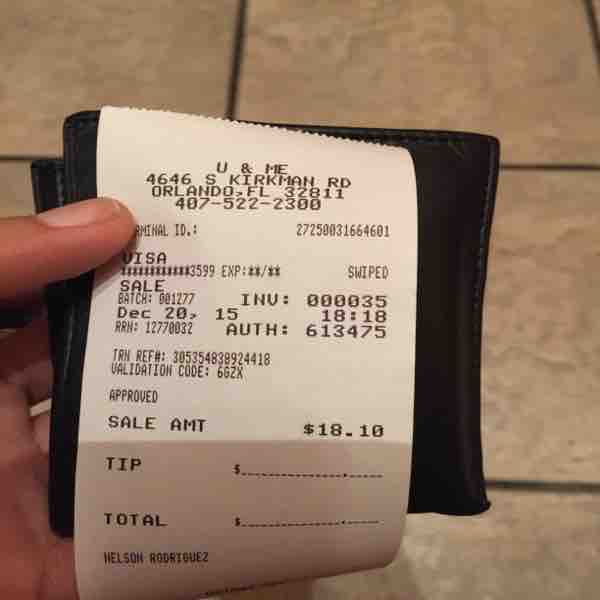 U & ME
4646 S KIRKMAN RD
ORLANDO, FL 32811
407-522-2300
RMINAL ID.: 27250031664601
VISA
************3599 EXP:**/** SWIPED
SALE
BATCH: 001277 INV: 000035
Dec 20, 15 18:18
RRN: 12770032 AUTH: 613475
TRN REF#: 305354838924418
VALIDATION CODE: 6GZX
APPROVED
SALE AMT $18.10
TIP $
TOTAL $
NELSON RODRIGUEZ